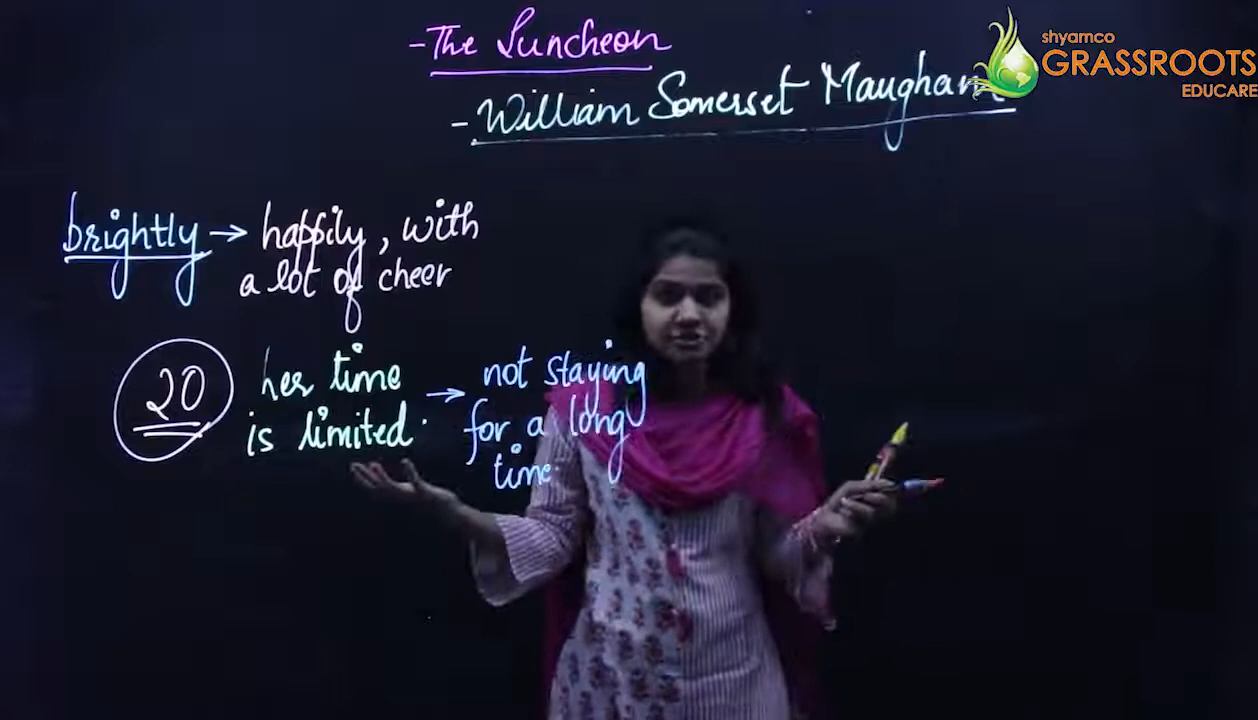 - The Luncheon
- William Somerset Maugham
shyamco
GRASSROOTS
EDUCARE
brightly → happily, with
a lot of cheer
20 her time → not staying
is limited. for a long
time.